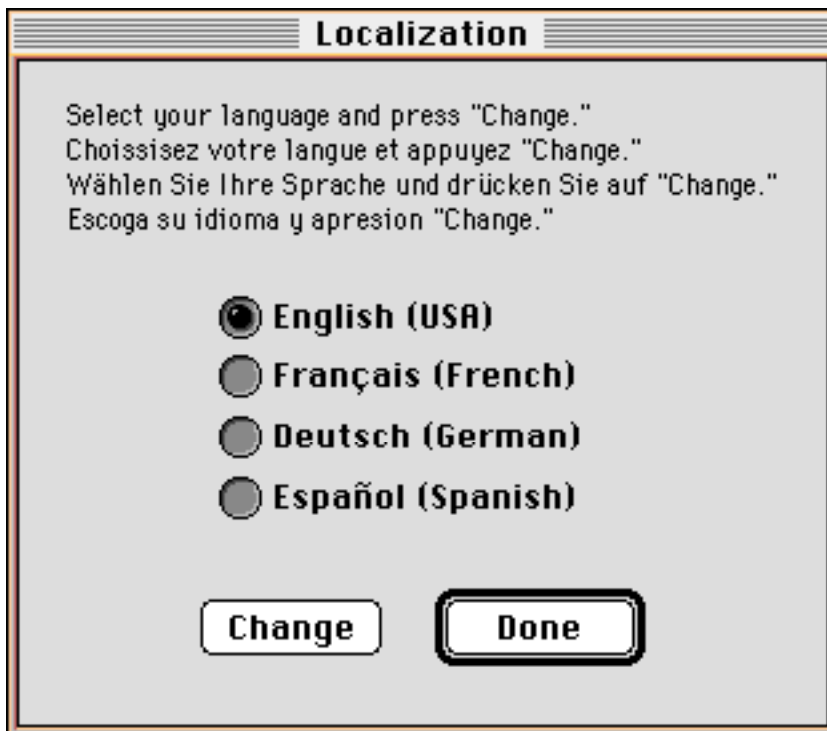 Localization
Select your language and press "Change."
Choissisez votre langue et appuyez "Change."
Wählen Sie Ihre Sprache und drücken Sie auf "Change."
Escoga su idioma y apresion "Change."
English (USA)
Français (French)
Deutsch (German)
Español (Spanish)
Change Done